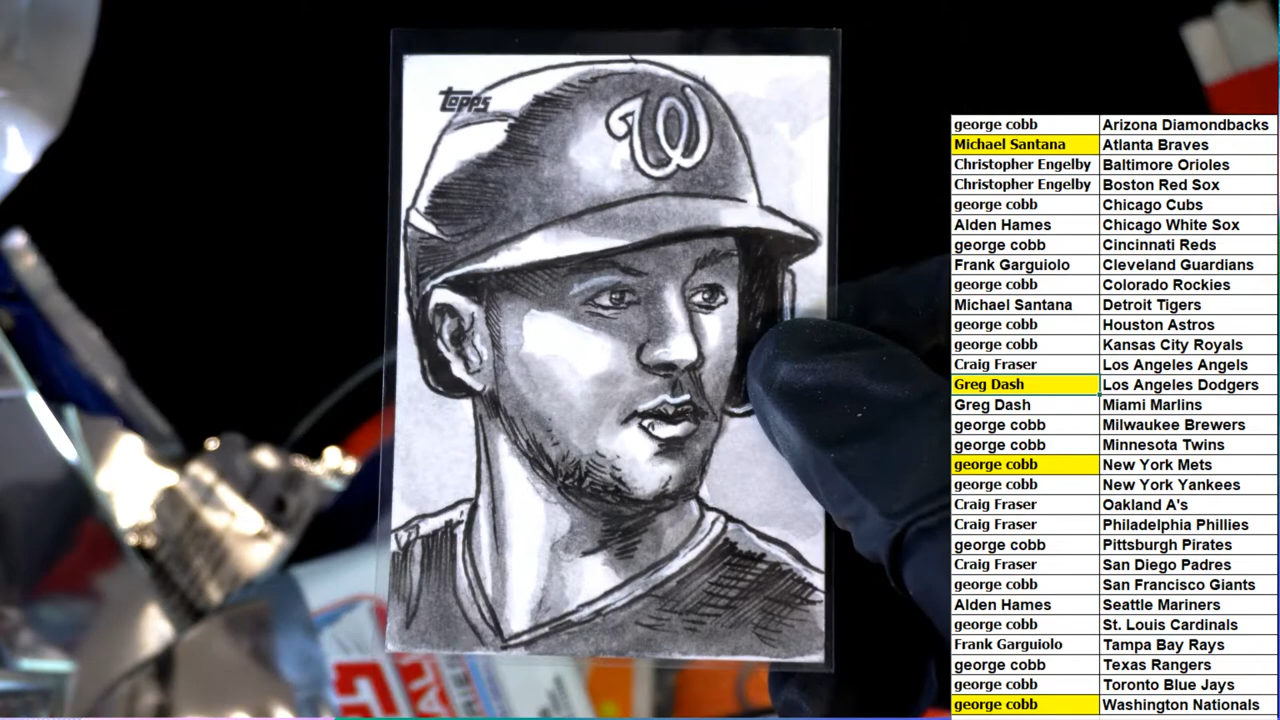 Topps
W
george cobb Arizona Diamondbacks
Michael Santana Atlanta Braves
Christopher Engelby Baltimore Orioles
Christopher Engelby Boston Red Sox
george cobb Chicago Cubs
Alden Hames Chicago White Sox
george cobb Cincinnati Reds
Frank Garguiolo Cleveland Guardians
george cobb Colorado Rockies
Michael Santana Detroit Tigers
george cobb Houston Astros
george cobb Kansas City Royals
Craig Fraser Los Angeles Angels
Greg Dash Los Angeles Dodgers
Greg Dash Miami Marlins
george cobb Milwaukee Brewers
george cobb Minnesota Twins
george cobb New York Mets
george cobb New York Yankees
Craig Fraser Oakland A's
Craig Fraser Philadelphia Phillies
george cobb Pittsburgh Pirates
Craig Fraser San Diego Padres
george cobb San Francisco Giants
Alden Hames Seattle Mariners
george cobb St. Louis Cardinals
Frank Garguiolo Tampa Bay Rays
george cobb Texas Rangers
george cobb Toronto Blue Jays
george cobb Washington Nationals